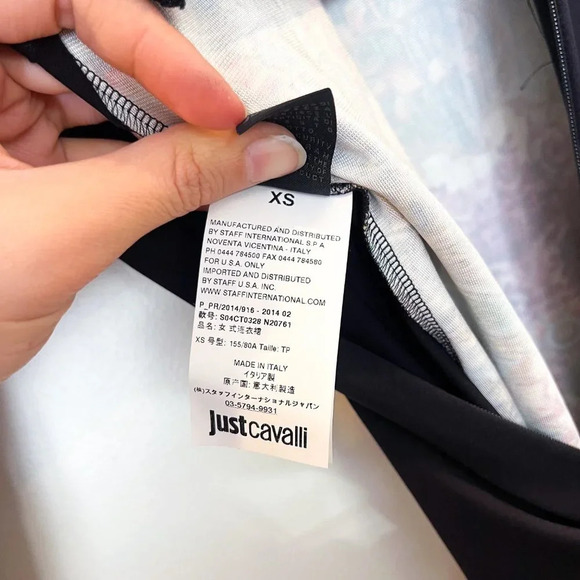 THE
XS
MANUFACTURED AND DISTRIBUTED
BY STAFF INTERNATIONAL S.P.A
NOVENTA VICENTINA - ITALY
PH 0444 784500 FAX 0444 784580
FOR U.S.A. ONLY
IMPORTED AND DISTRIBUTED
BY STAFF U.S.A. INC.
WWW.STAFFINTERNATIONAL.COM
P_PR/2014/916 - 2014 02
款号: S04CT0328 N20761
品名: 女式连衣裙
XS 号型: 155/80A Taille: TP
MADE IN ITALY
イタリア製
原产国: 意大利製造
(株)スタッフインターナショナルジャパン
03-5794-9931
justcavalli